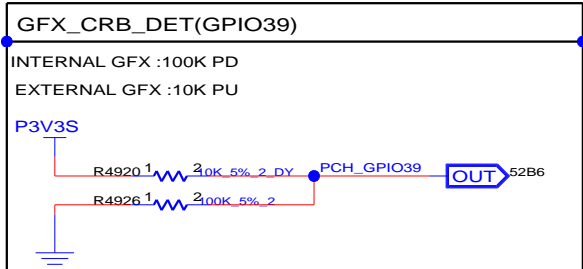 GFX_CRB_DET(GPIO39)
INTERNAL GFX :100K PD
EXTERNAL GFX :10K PU
P3V3S
R4920 1 2 10K_5%_2_DY PCH_GPIO39 OUT 52B6
R4926 1 2 100K_5%_2